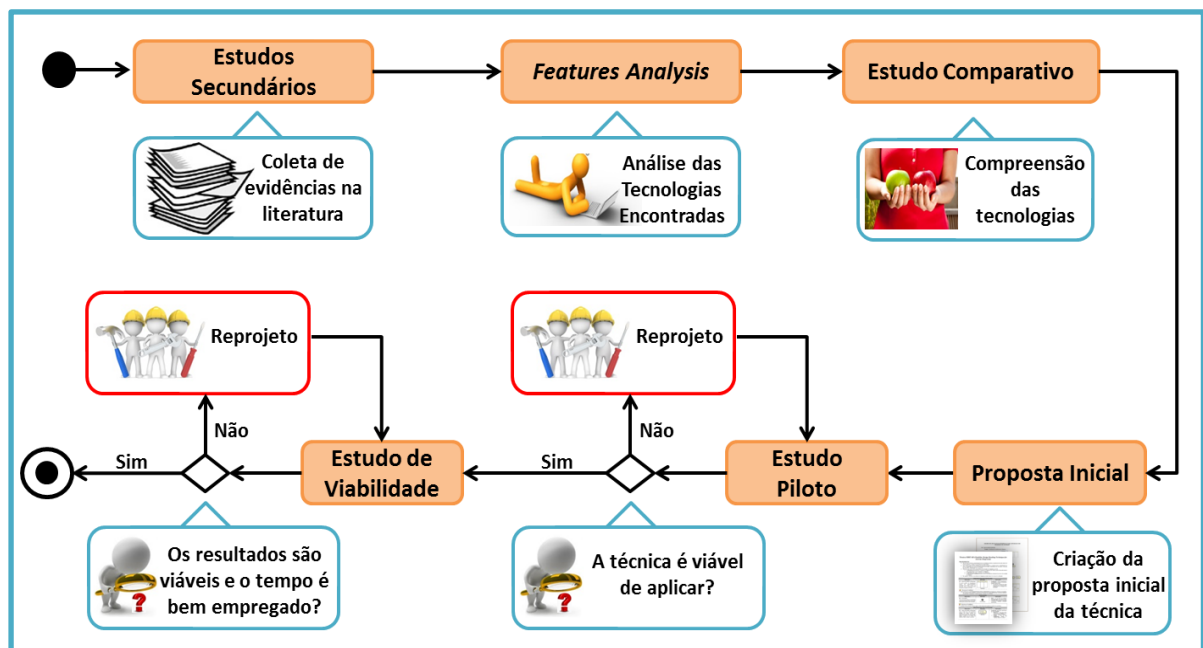 Estudos
Secundários
Features Analysis
Estudo Comparativo
Coleta de
evidências na
literatura
Análise das
Tecnologias
Encontradas
Compreensão
das
tecnologias
Reprojeto
Reprojeto
Não
Não
Sim
Estudo de
Viabilidade
Sim
Estudo
Piloto
Proposta Inicial
Os resultados são
viáveis e o tempo é
bem empregado?
A técnica é viável
de aplicar?
Criação da
proposta inicial
da técnica